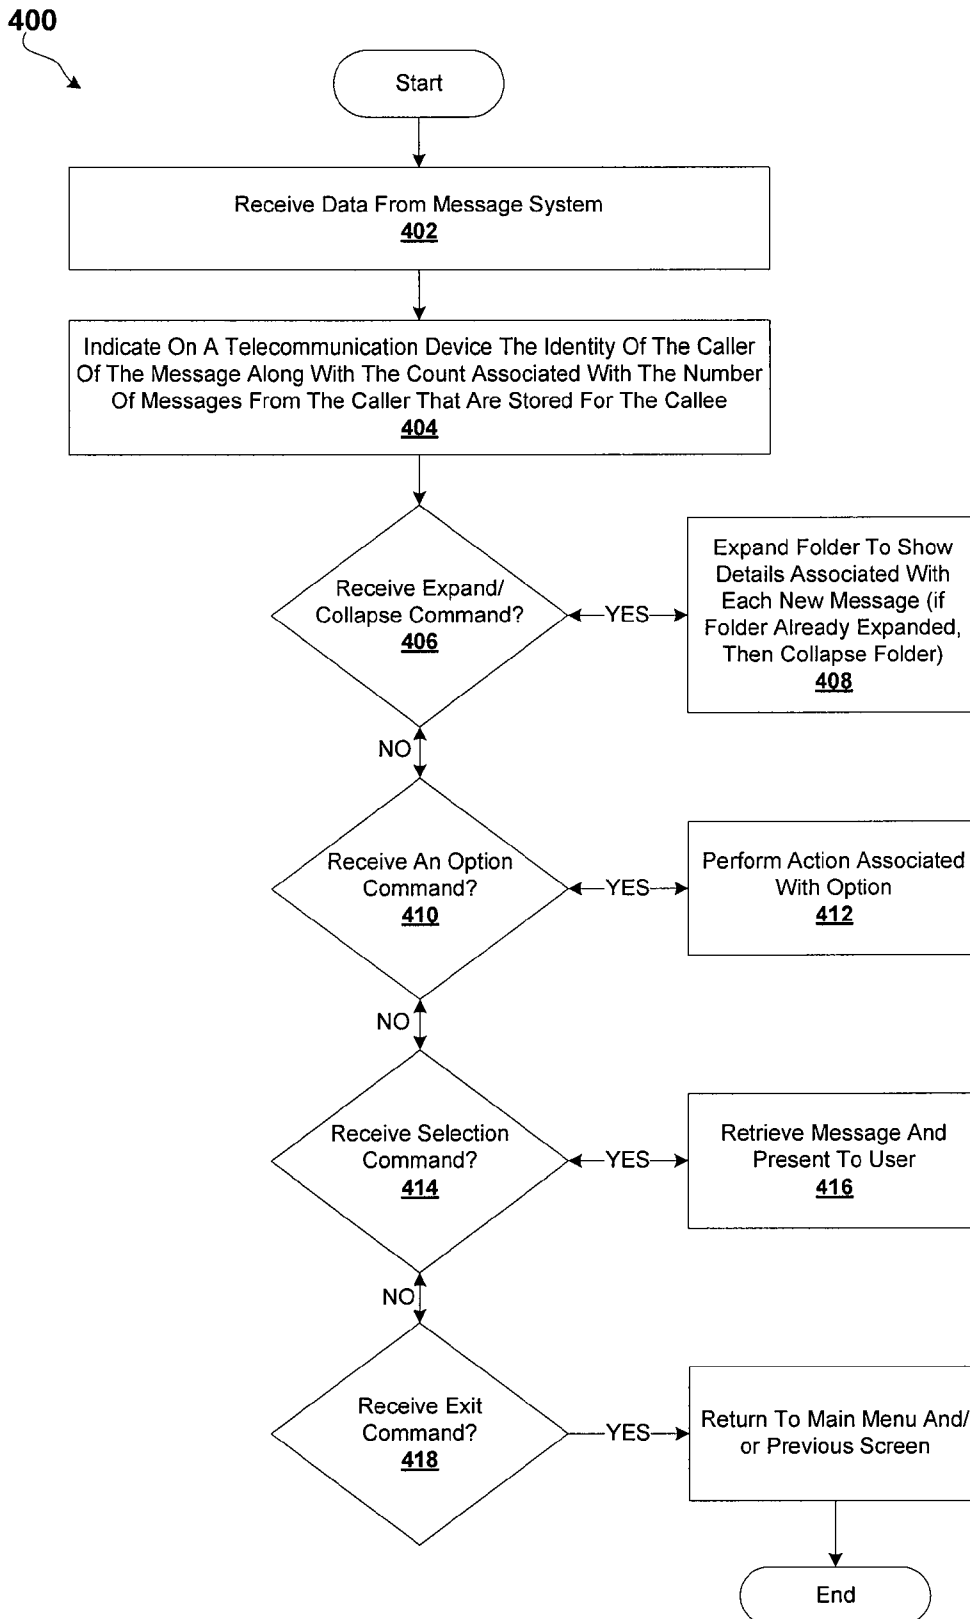 400
Start
Receive Data From Message System
402
Indicate On A Telecommunication Device The Identity Of The Caller
Of The Message Along With The Count Associated With The Number
Of Messages From The Caller That Are Stored For The Callee
404
Receive Expand/
Collapse Command?
406
YES
Expand Folder To Show
Details Associated With
Each New Message (if
Folder Already Expanded,
Then Collapse Folder)
408
NO
Receive An Option
Command?
410
YES
Perform Action Associated
With Option
412
NO
Receive Selection
Command?
414
YES
Retrieve Message And
Present To User
416
NO
Receive Exit
Command?
418
YES
Return To Main Menu And/
or Previous Screen
End